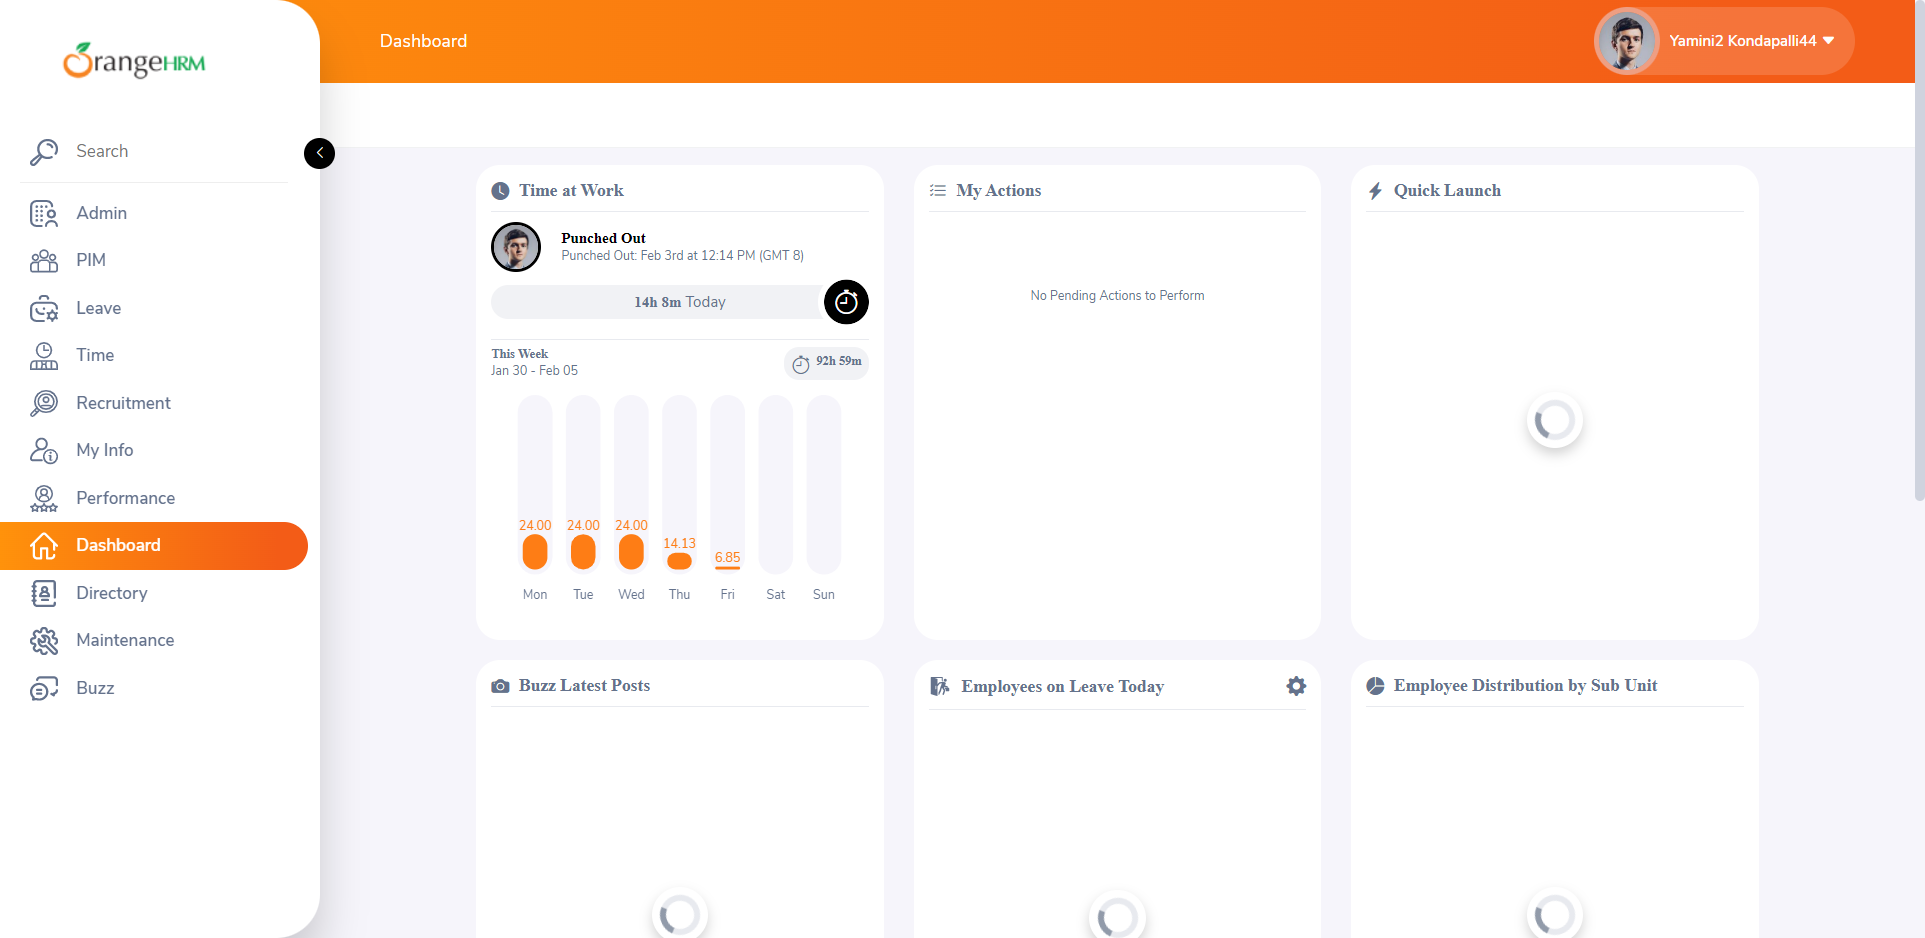 OrangeHRM
Search
Admin
PIM
Leave
Time
Recruitment
My Info
Performance
Dashboard
Directory
Maintenance
Buzz
Dashboard
Yamini2 Kondapalli44
Time at Work
Punched Out
Punched Out: Feb 3rd at 12:14 PM (GMT 8)
14h 8m Today
This Week
Jan 30 - Feb 05
92h 59m
24.00 24.00 24.00 14.13 6.85
Mon Tue Wed Thu Fri Sat Sun
My Actions
No Pending Actions to Perform
Quick Launch
Buzz Latest Posts
Employees on Leave Today
Employee Distribution by Sub Unit